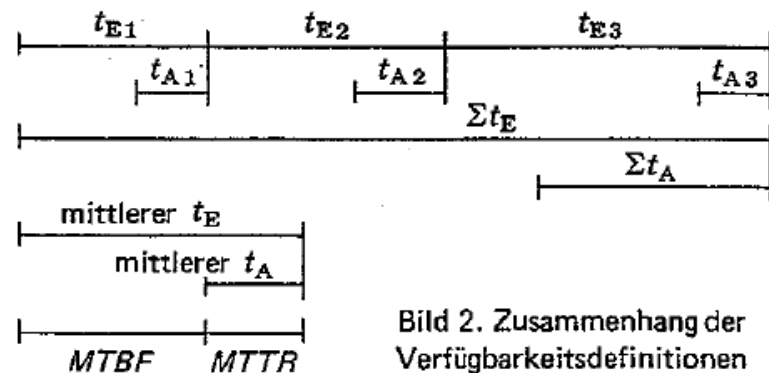 tE1 tE2 tE3
tA1 tA2 tA3
ΣtE
ΣtA
mittlerer tE
mittlerer tA
MTBF MTTR
Bild 2. Zusammenhang der
Verfügbarkeitsdefinitionen